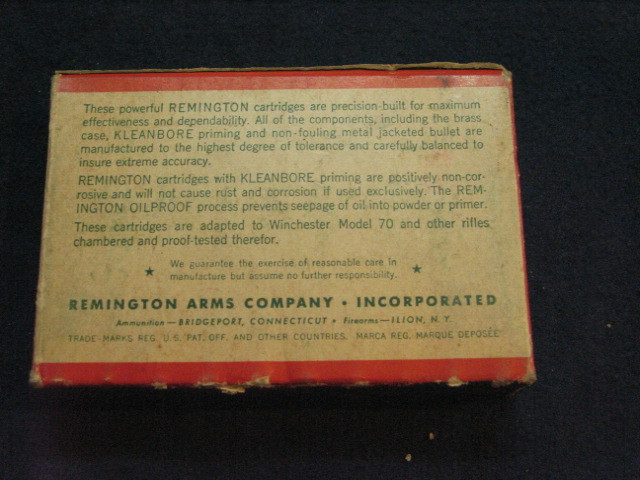 These powerful REMINGTON cartridges are precision-built for maximum
effectiveness and dependability. All of the components, including the brass
case, KLEANBORE priming and non-fouling metal jacketed bullet are
manufactured to the highest degree of tolerance and carefully balanced to
insure extreme accuracy.
REMINGTON cartridges with KLEANBORE priming are positively non-cor-
rosive and will not cause rust and corrosion if used exclusively. The REM-
INGTON OILPROOF process prevents seepage of oil into powder or primer.
These cartridges are adapted to Winchester Model 70 and other rifles
chambered and proof-tested therefor.
We guarantee the exercise of reasonable care in
manufacture but assume no further responsibility.
REMINGTON ARMS COMPANY • INCORPORATED
Ammunition—BRIDGEPORT, CONNECTICUT • Firearms—ILION, N. Y.
TRADE MARKS REG. U.S. PAT. OFF. AND OTHER COUNTRIES. MARCA REG. MARQUE DEPOSÉE